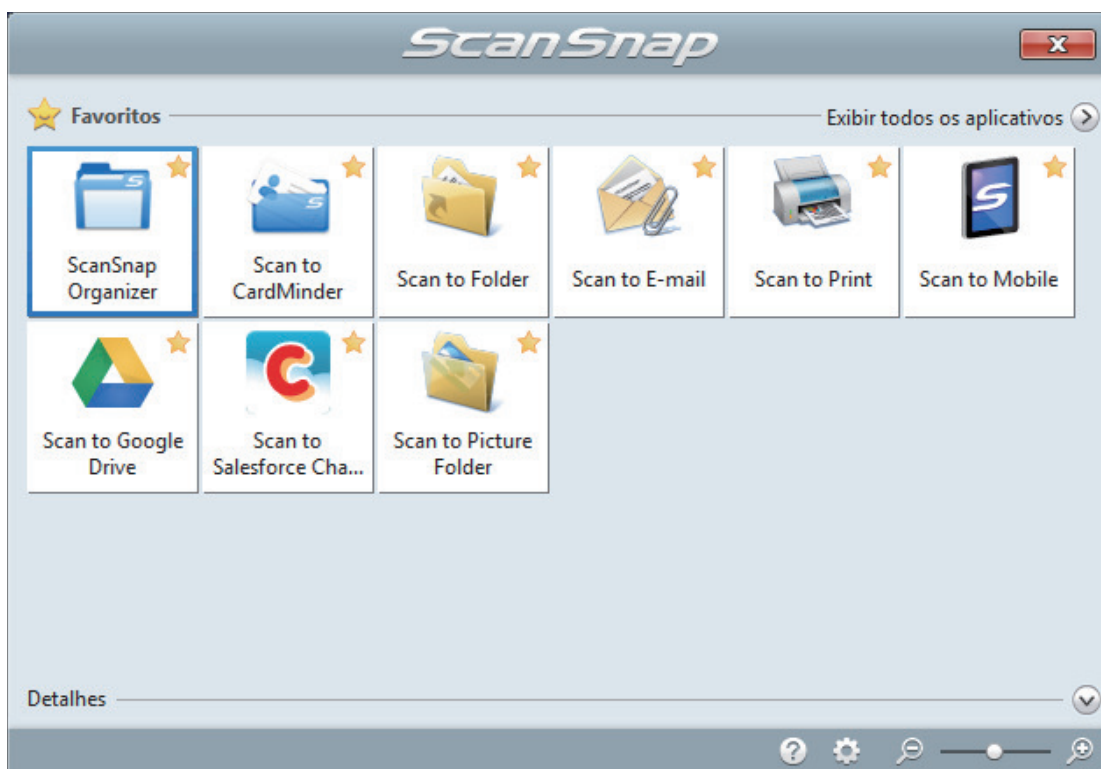 ScanSnap
Favoritos
Exibir todos os aplicativos
ScanSnap
Organizer
Scan to
CardMinder
Scan to Folder
Scan to E-mail
Scan to Print
Scan to Mobile
Scan to Google
Drive
Scan to
Salesforce Cha...
Scan to Picture
Folder
Detalhes